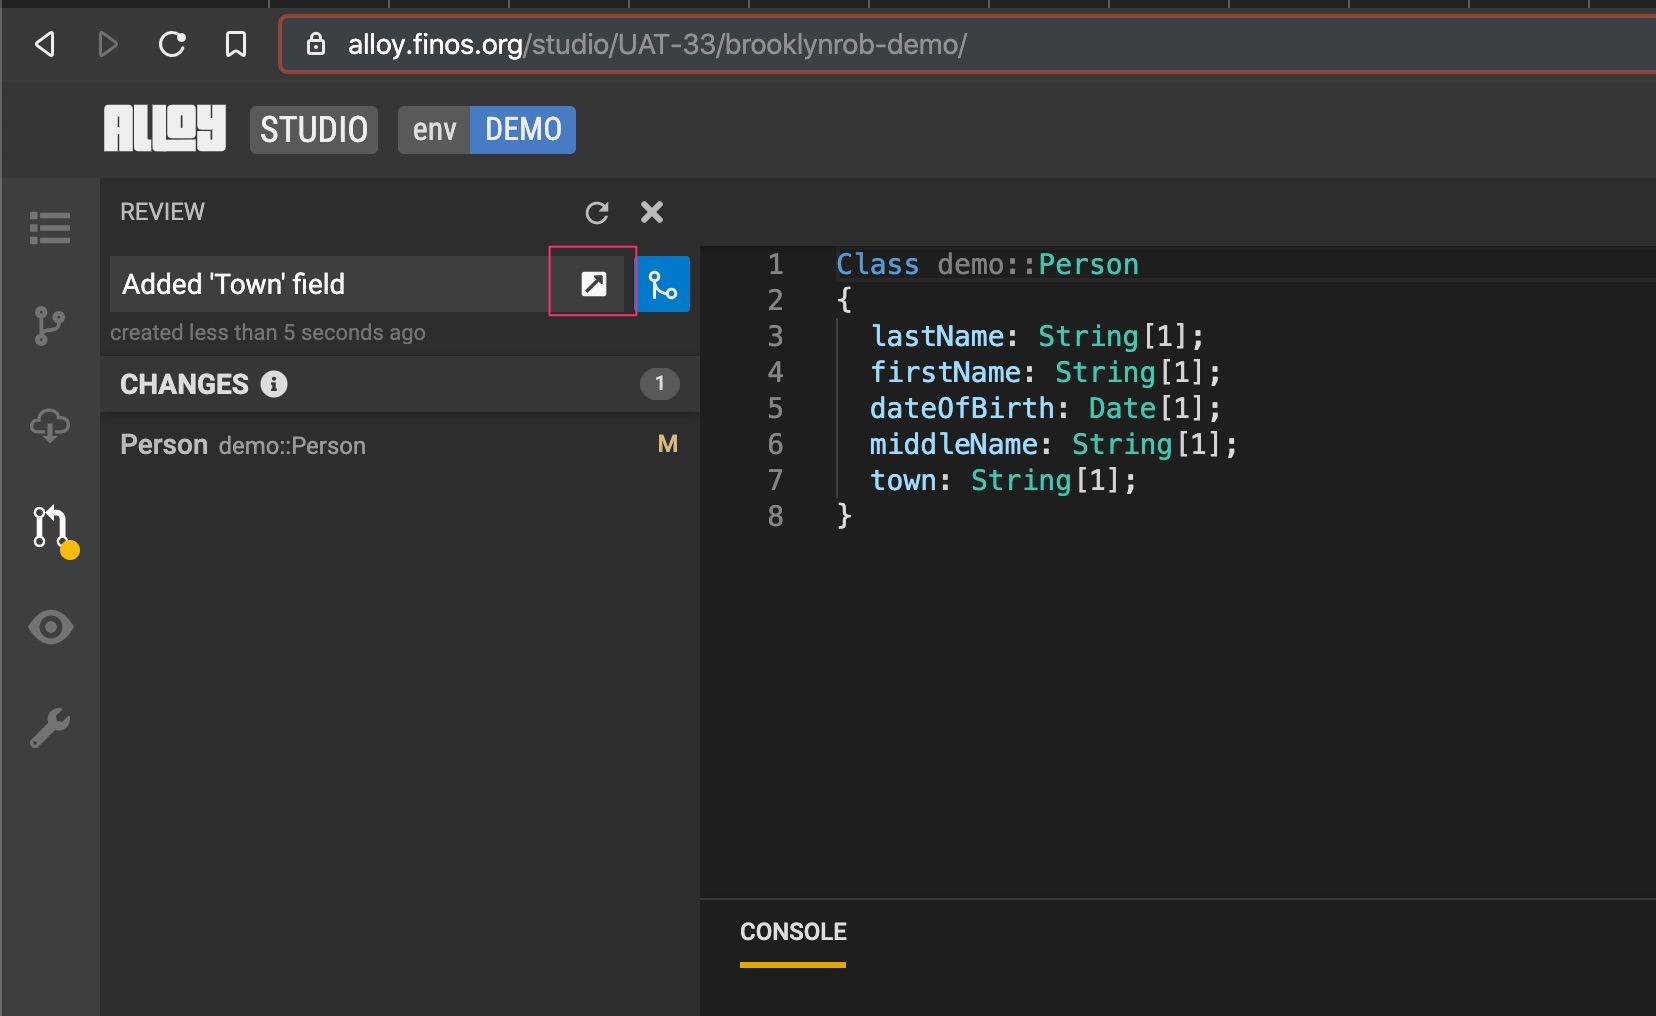 alloy.finos.org/studio/UAT-33/brooklynrob-demo/
ALLOY STUDIO env DEMO
REVIEW
Added 'Town' field
created less than 5 seconds ago
CHANGES 1
Person demo::Person M
1 Class demo::Person
2 {
3 lastName: String[1];
4 firstName: String[1];
5 dateOfBirth: Date[1];
6 middleName: String[1];
7 town: String[1];
8 }
CONSOLE